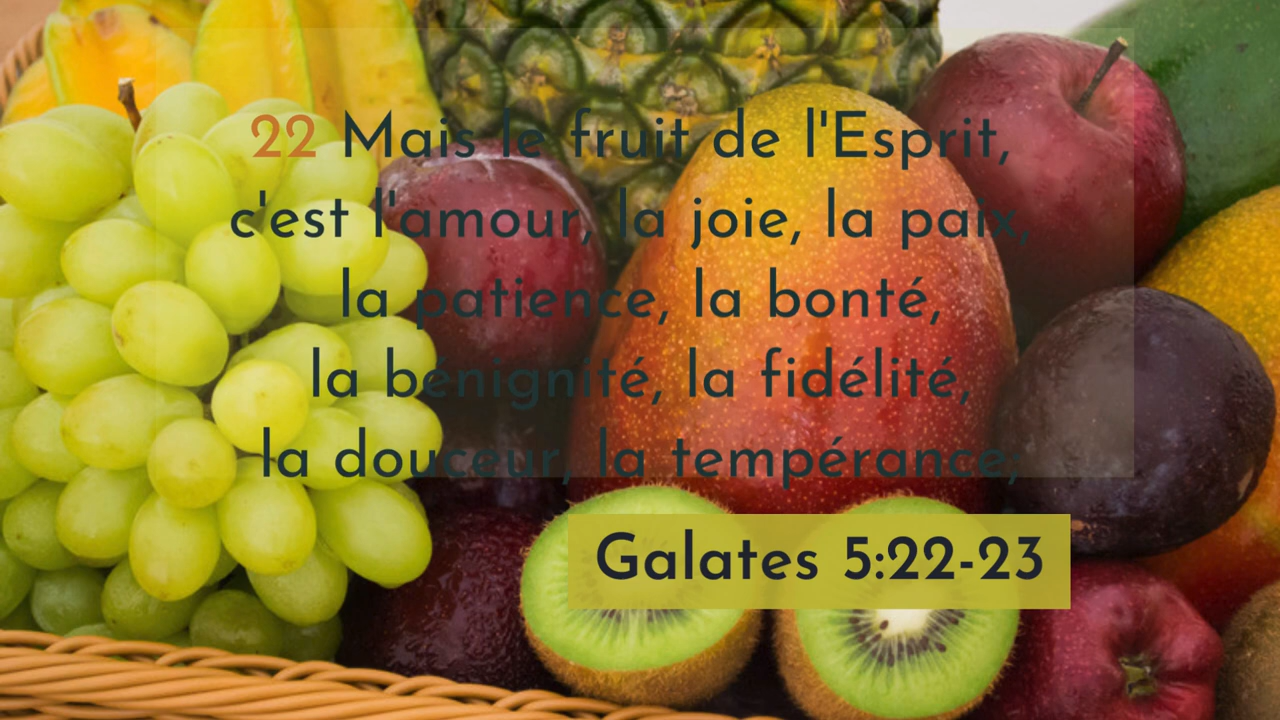 22 Mais le fruit de l'Esprit,
c'est l'amour, la joie, la paix,
la patience, la bonté,
la bénignité, la fidélité,
la douceur, la tempérance;
Galates 5:22-23